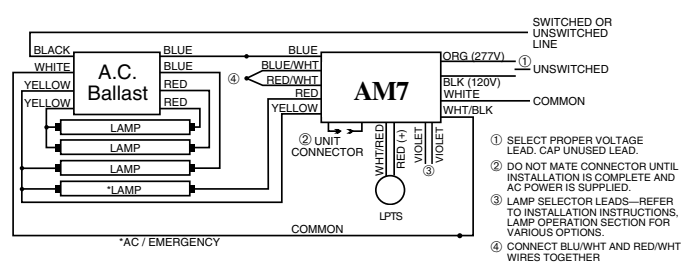 SWITCHED OR
UNSWITCHED
LINE
BLACK
BLUE
BLUE
ORG (277V)
①
WHITE
BLUE
BLUE/WHT
UNSWITCHED
A.C.
Ballast
④
AM7
YELLOW
RED
RED/WHT
BLK (120V)
RED
WHITE
COMMON
YELLOW
RED
YELLOW
WHT/BLK
LAMP
② UNIT
CONNECTOR
WHT/RED
RED (+)
VIOLET
VIOLET
LAMP
③
LAMP
*LAMP
LPTS
COMMON
*AC / EMERGENCY
① SELECT PROPER VOLTAGE
LEAD. CAP UNUSED LEAD.
② DO NOT MATE CONNECTOR UNTIL
INSTALLATION IS COMPLETE AND
AC POWER IS SUPPLIED.
③ LAMP SELECTOR LEADS—REFER
TO INSTALLATION INSTRUCTIONS,
LAMP OPERATION SECTION FOR
VARIOUS OPTIONS.
④ CONNECT BLU/WHT AND RED/WHT
WIRES TOGETHER